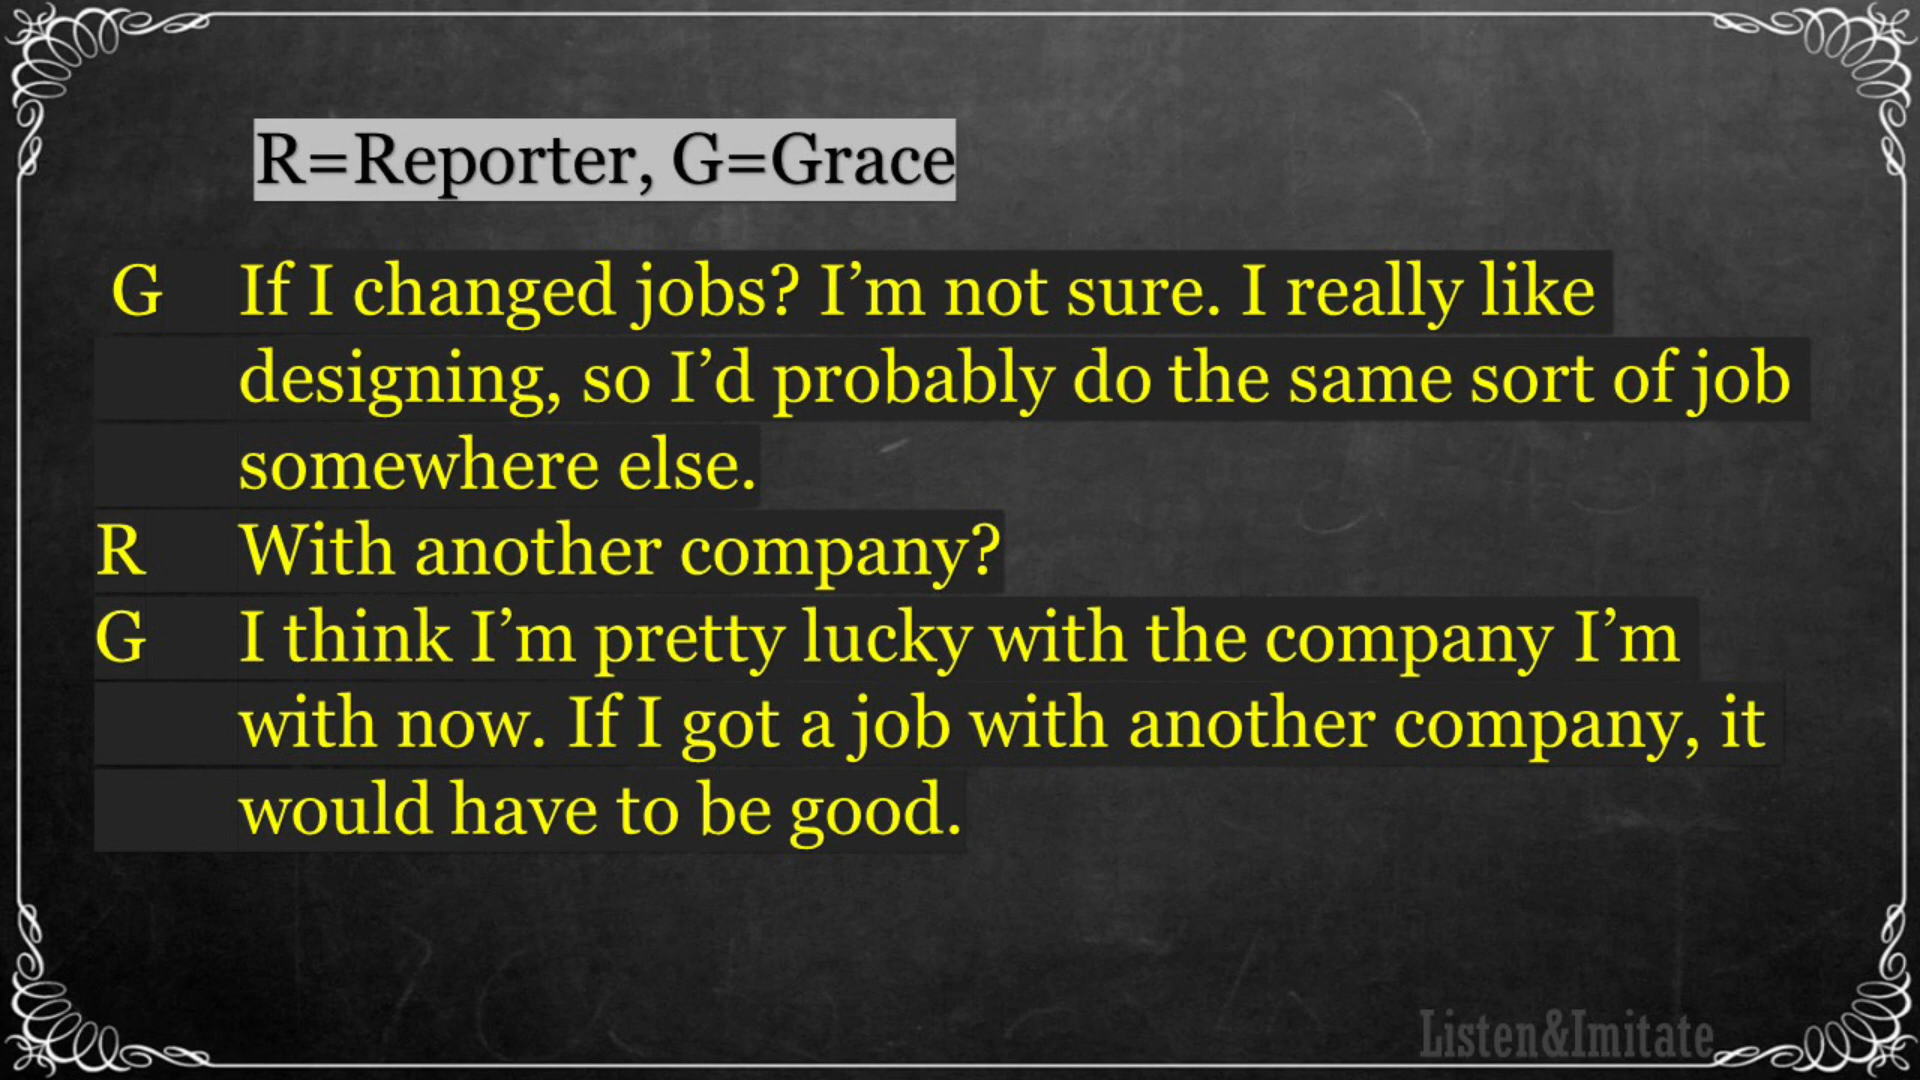 R=Reporter, G=Grace
G If I changed jobs? I’m not sure. I really like
designing, so I’d probably do the same sort of job
somewhere else.
R With another company?
G I think I’m pretty lucky with the company I’m
with now. If I got a job with another company, it
would have to be good.
Listen&Imitate